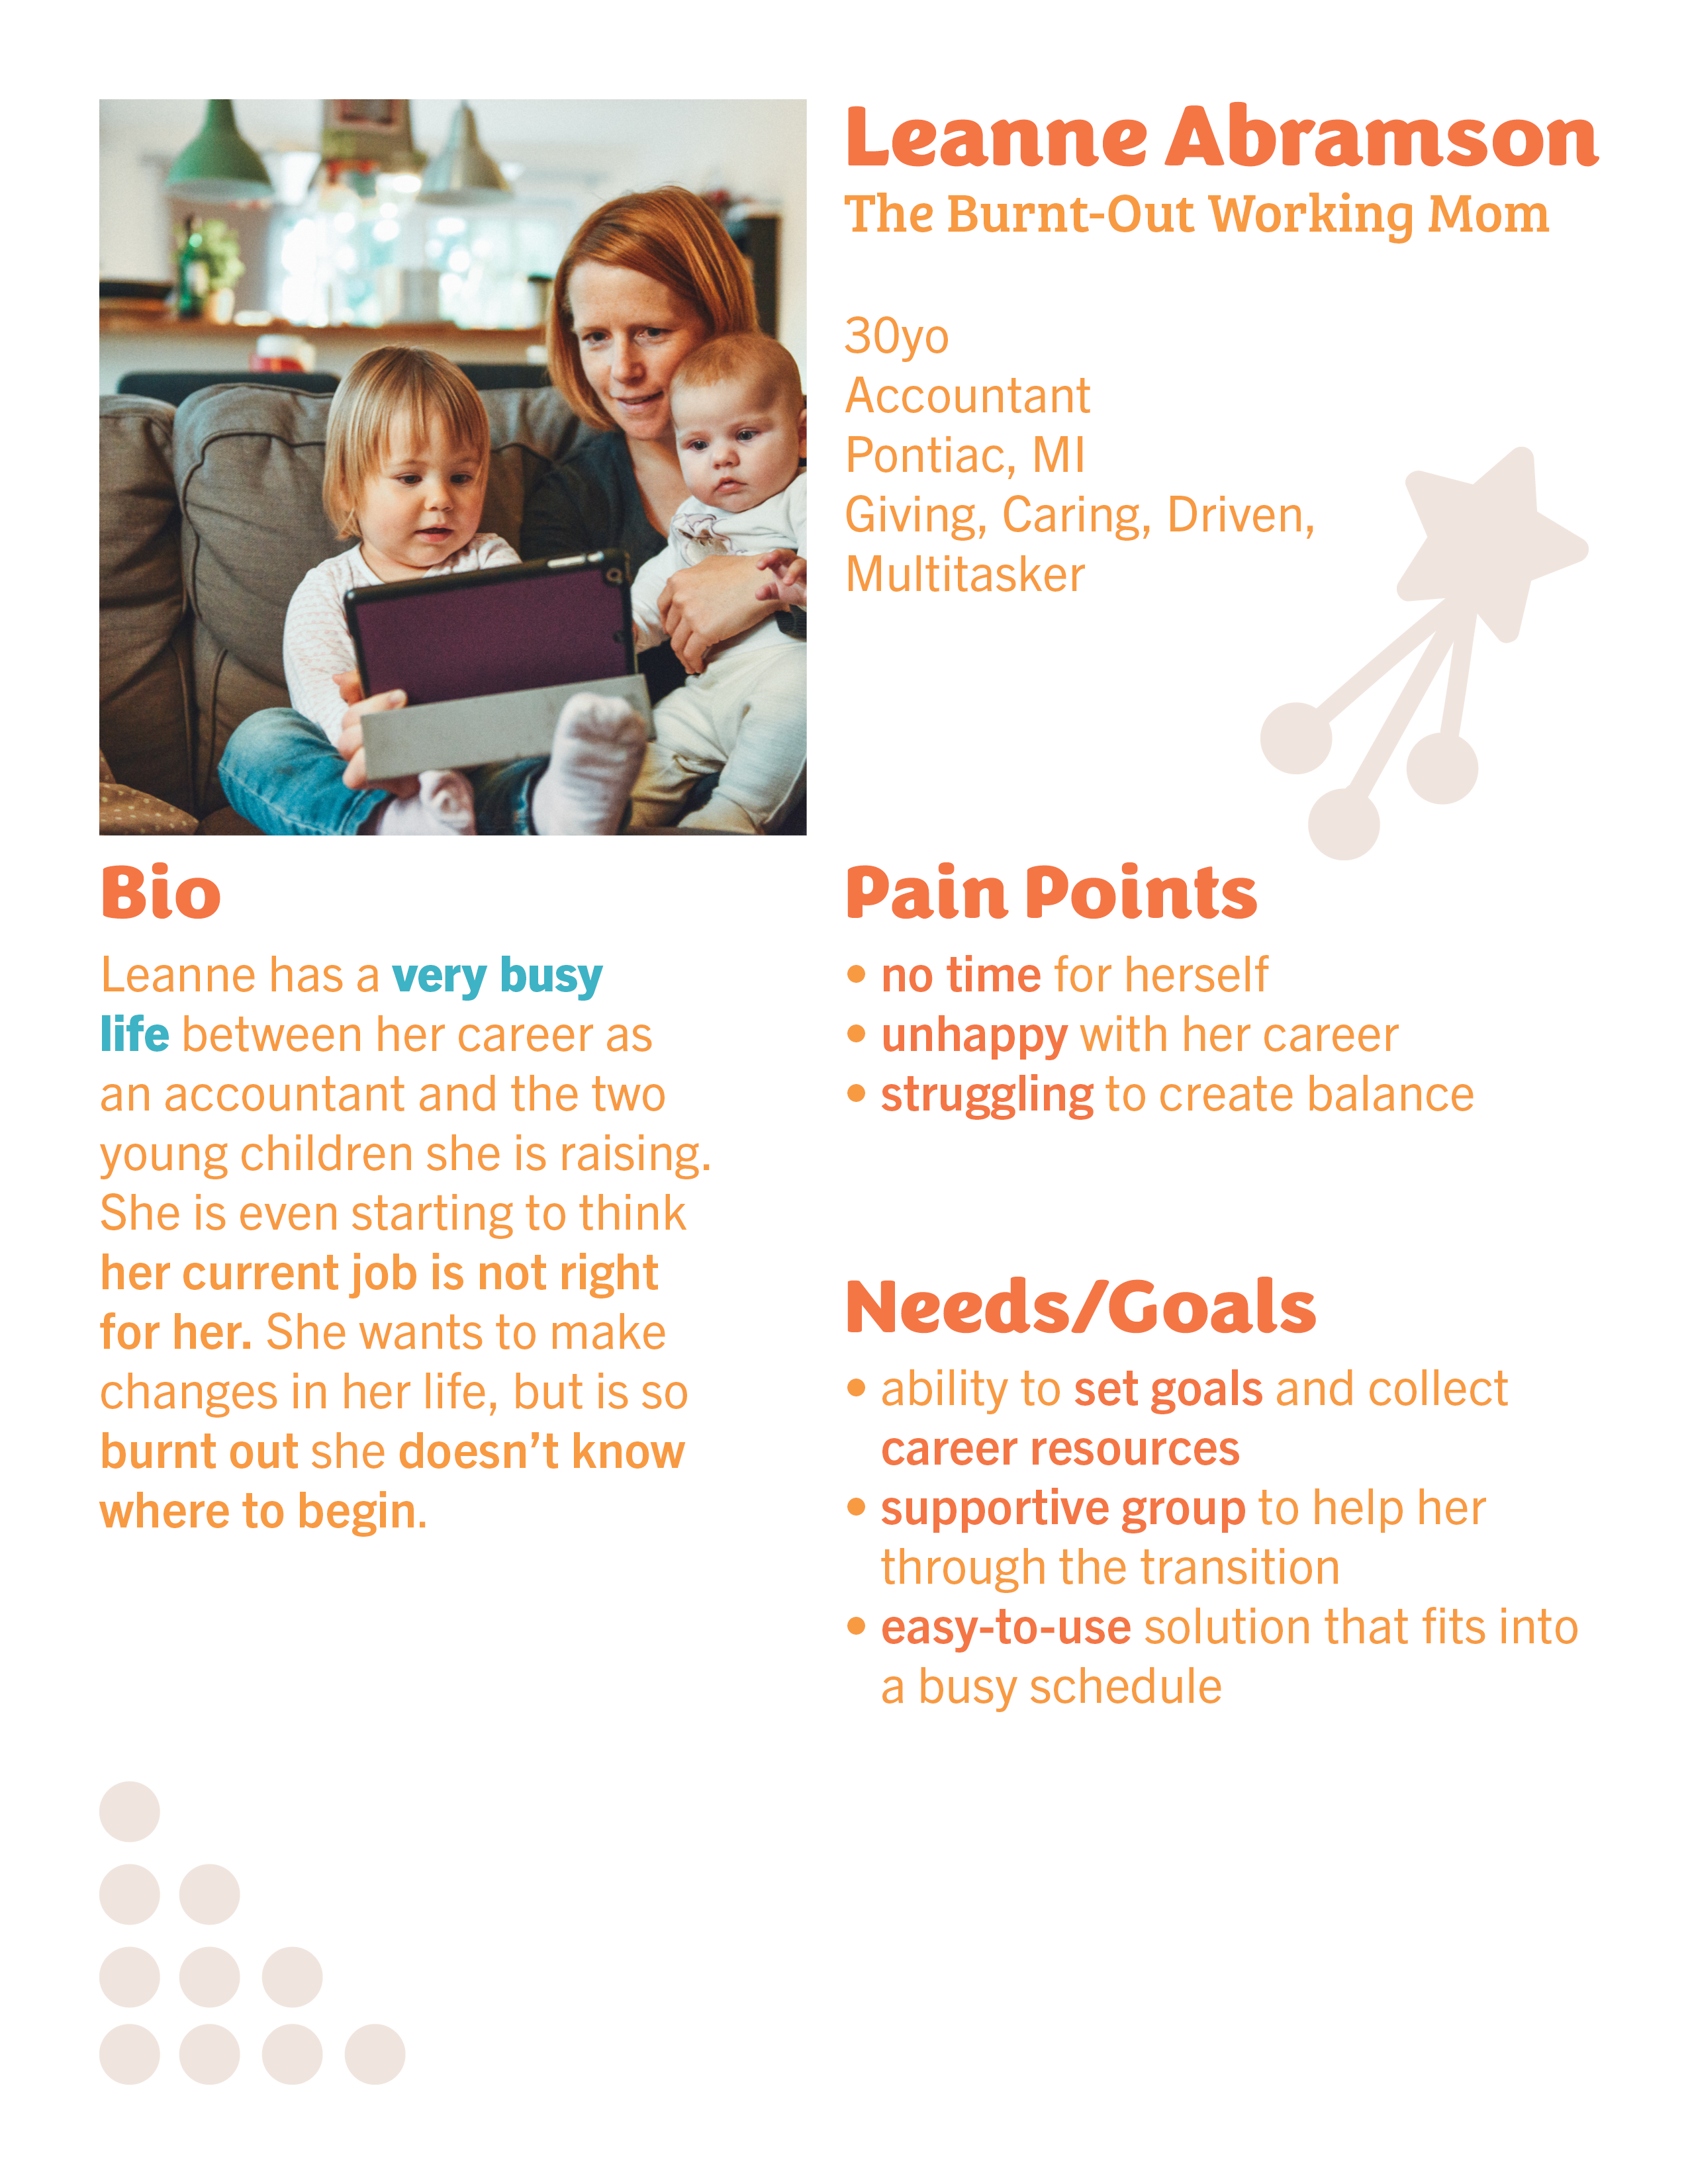 Leanne Abramson
The Burnt-Out Working Mom
30yo
Accountant
Pontiac, MI
Giving, Caring, Driven,
Multitasker
Bio
Leanne has a very busy
life between her career as
an accountant and the two
young children she is raising.
She is even starting to think
her current job is not right
for her. She wants to make
changes in her life, but is so
burnt out she doesn’t know
where to begin.
Pain Points
• no time for herself
• unhappy with her career
• struggling to create balance
Needs/Goals
• ability to set goals and collect
career resources
• supportive group to help her
through the transition
• easy-to-use solution that fits into
a busy schedule